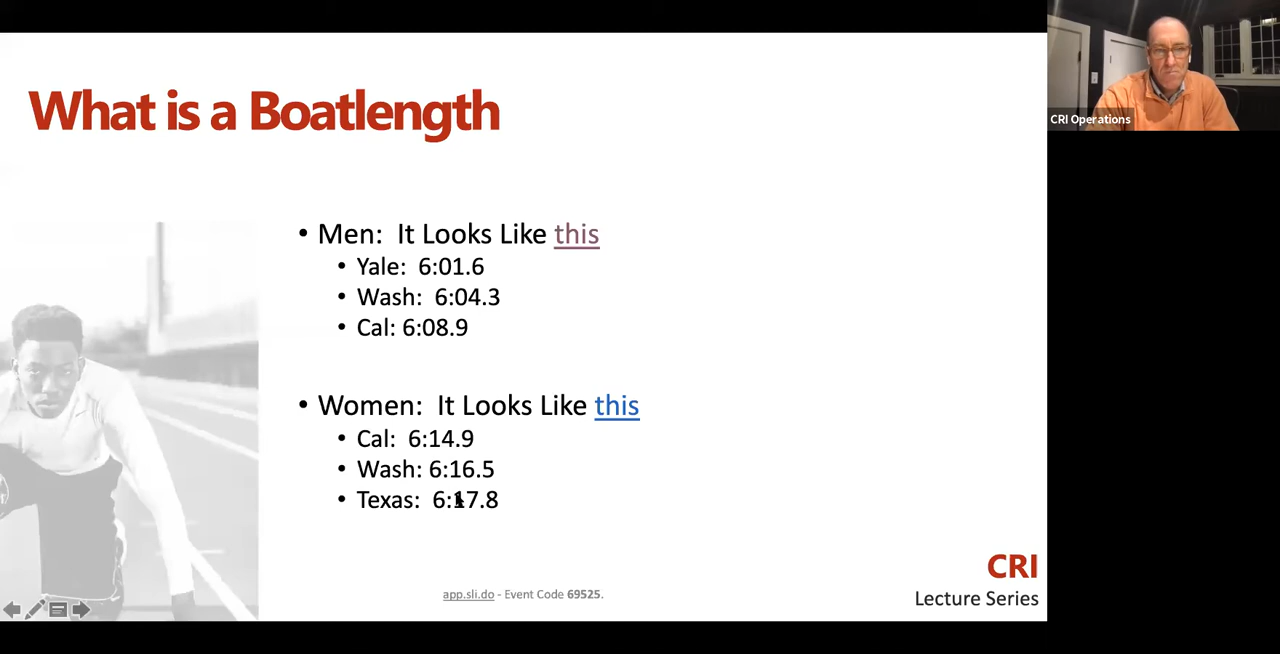 What is a Boatlength
CRI Operations
• Men: It Looks Like this
• Yale: 6:01.6
• Wash: 6:04.3
• Cal: 6:08.9
• Women: It Looks Like this
• Cal: 6:14.9
• Wash: 6:16.5
• Texas: 6:17.8
app.sli.do - Event Code 69525.
CRI
Lecture Series